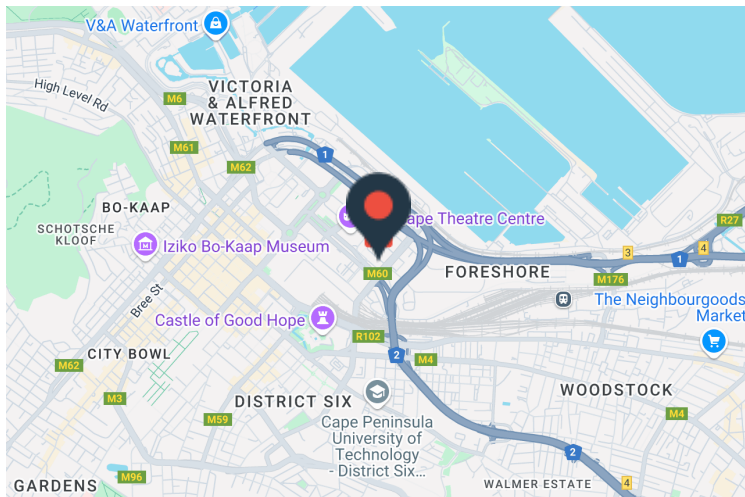 V&A Waterfront
High Level Rd
M6
VICTORIA
& ALFRED
WATERFRONT
M61
M62
1
BO-KAAP
SCHOTSCHE
KLOOF
Iziko Bo-Kaap Museum
ape Theatre Centre
R27
3
4
1
M60
FORESHORE
M176
Bree St
The Neighbourgoods
Market
Castle of Good Hope
R102
CITY BOWL
2
M4
M62
M3
DISTRICT SIX
M59
WOODSTOCK
M4
Cape Peninsula
University of
Technology
- District Six...
2
M96
GARDENS
WALMER ESTATE
4